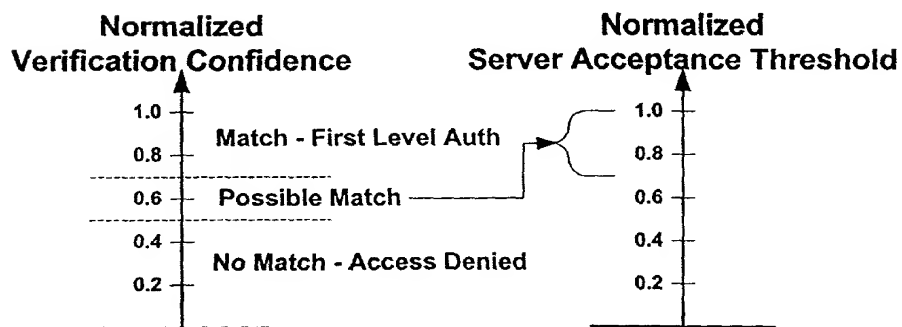 Normalized
Verification Confidence
Normalized
Server Acceptance Threshold
1.0
Match - First Level Auth
0.8
Possible Match
0.6
0.4
No Match - Access Denied
0.2
1.0
0.8
0.6
0.4
0.2